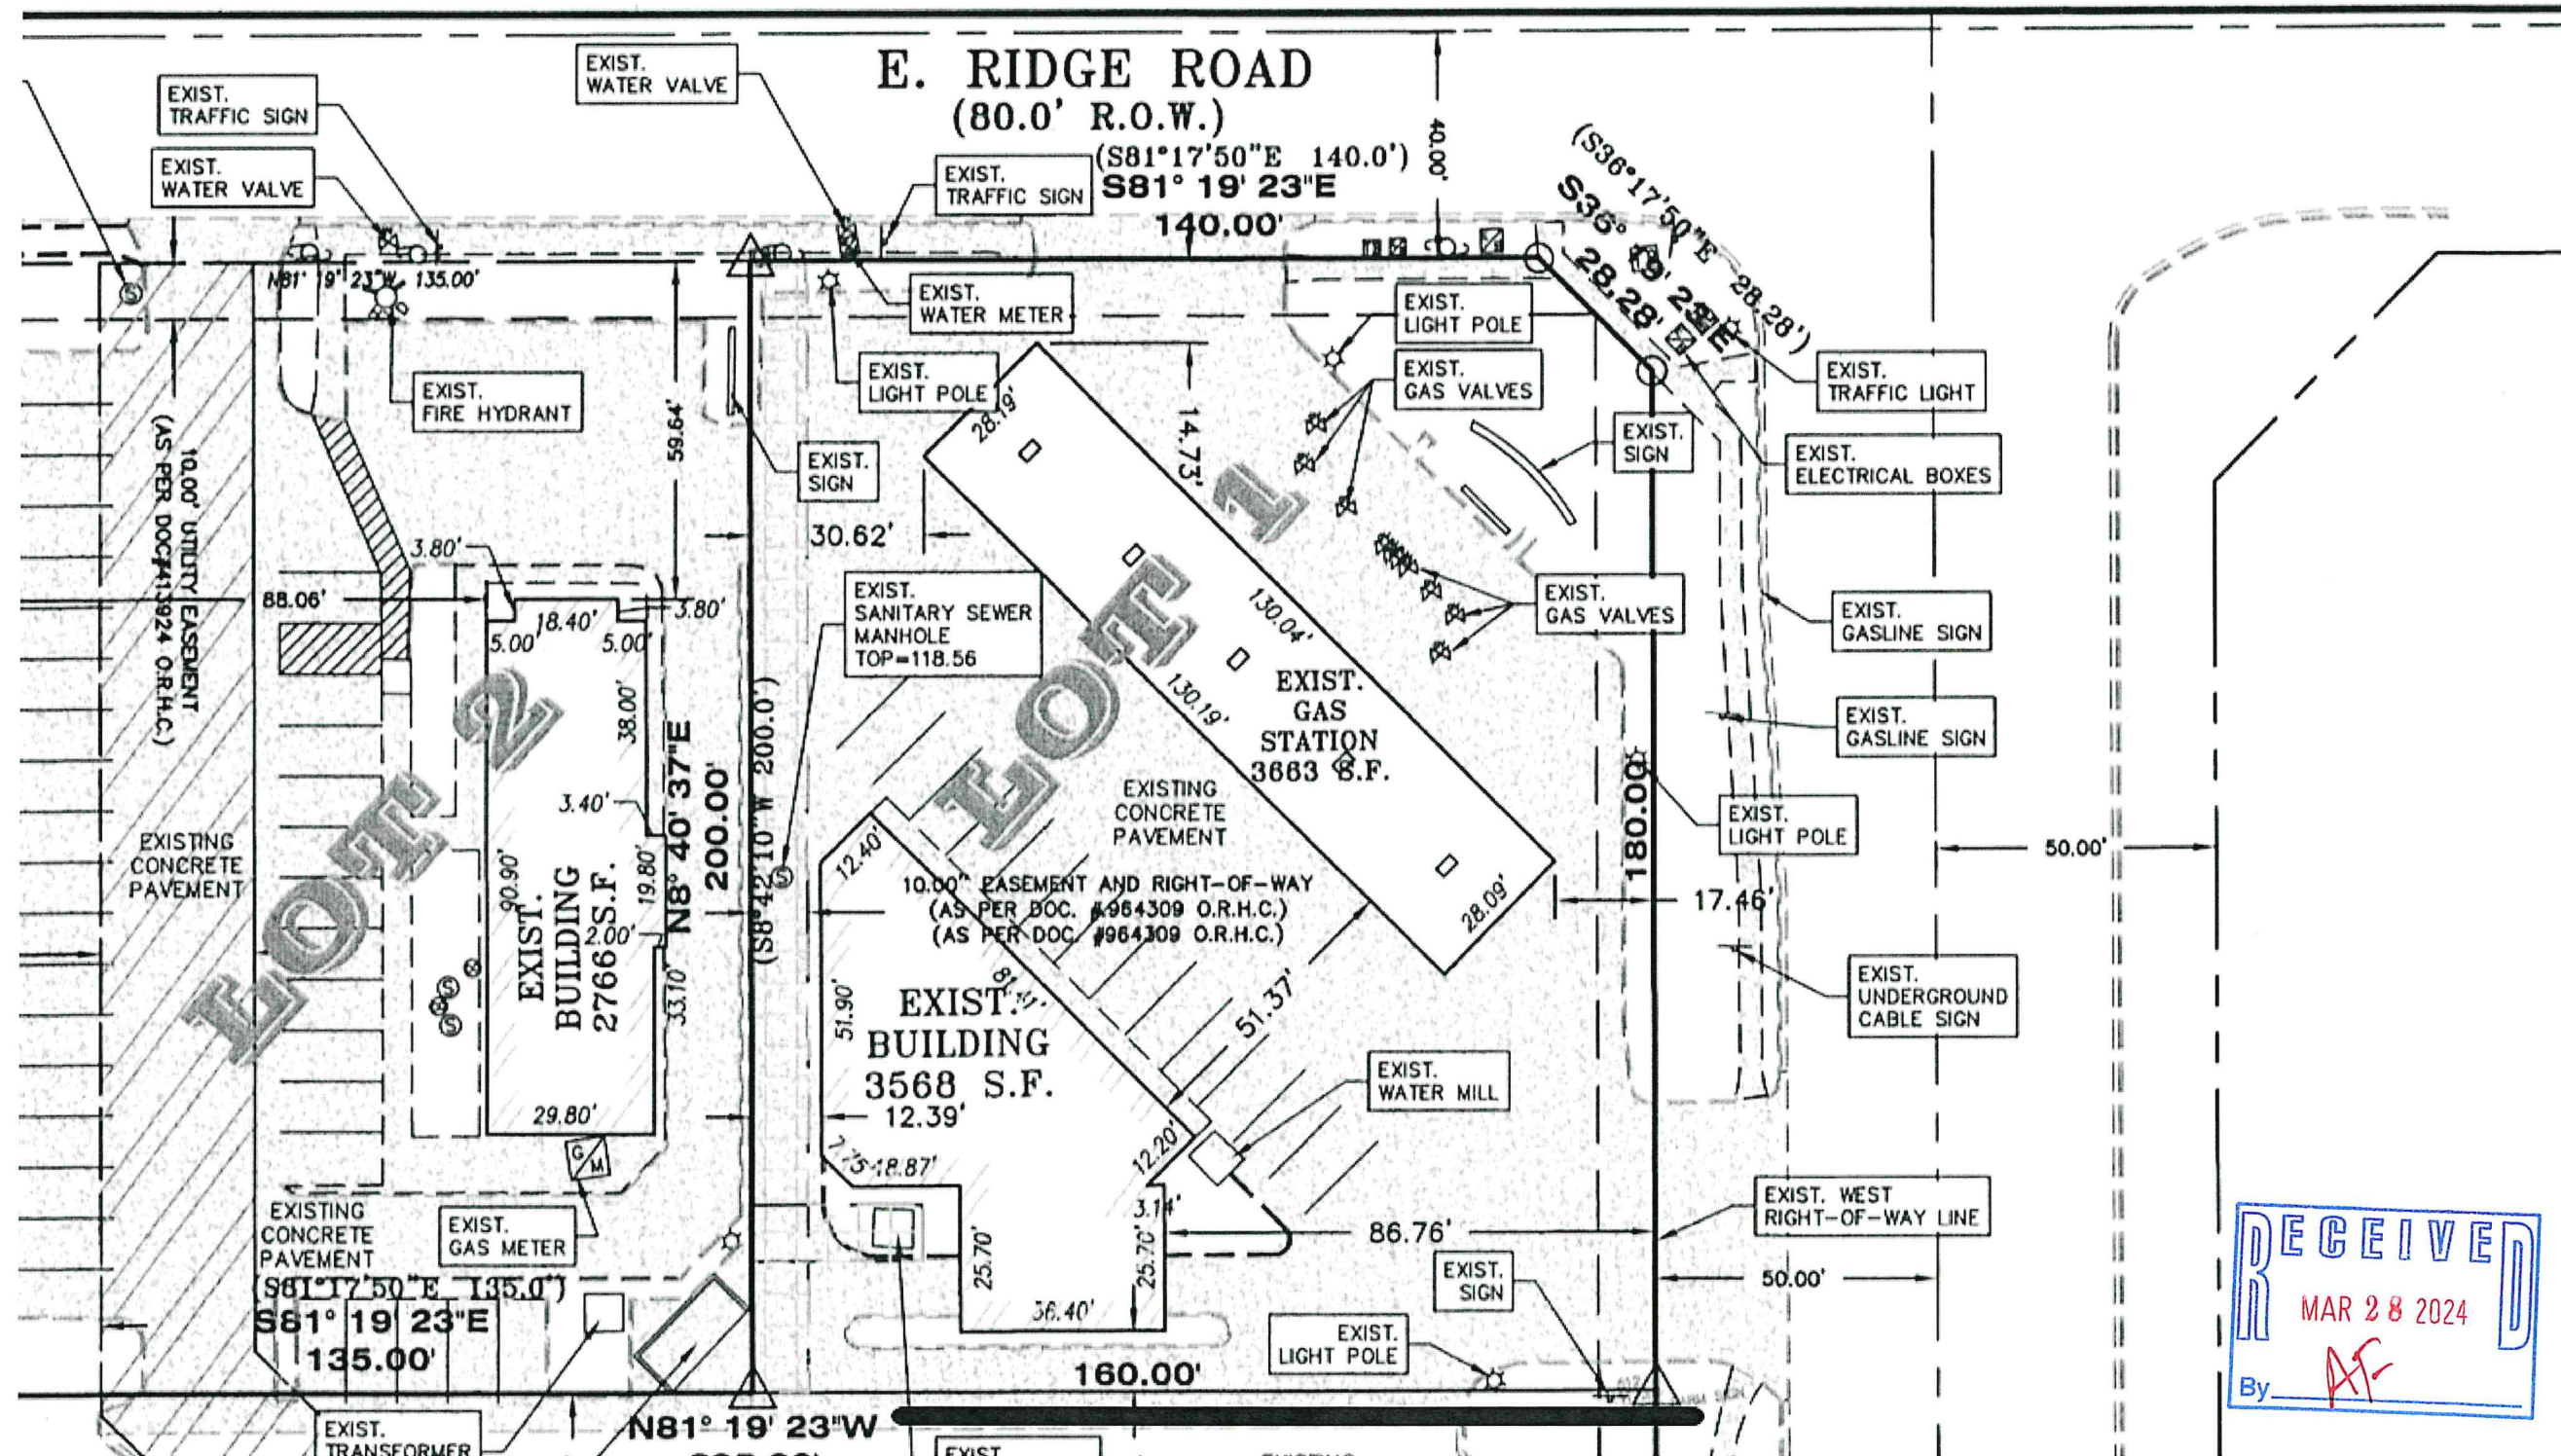 E. RIDGE ROAD
(80.0' R.O.W.)
(S81°17'50"E 140.0')
S81° 19' 23"E
140.00'
40.00'
EXIST.
WATER VALVE
EXIST.
TRAFFIC SIGN
EXIST.
WATER VALVE
EXIST.
TRAFFIC SIGN
(S36°17'50"E 28.28')
28.28'
135.00'
EXIST.
WATER METER
EXIST.
LIGHT POLE
EXIST.
FIRE HYDRANT
EXIST.
LIGHT POLE
EXIST.
GAS VALVES
EXIST.
TRAFFIC LIGHT
EXIST.
SIGN
EXIST.
ELECTRICAL BOXES
EXIST.
SIGN
59.64'
28.19'
14.73'
30.62'
10.00' UTILITY EASEMENT
(AS PER DOC#413924 O.R.H.C.)
3.80'
88.06'
18.40'
3.80'
5.00'
5.00'
38.00'
3.40'
19.80'
2.00'
33.10'
90.90'
29.80'
LOT 2
EXIST.
BUILDING
2766 S.F.
N8° 40' 37"E
200.00'
(S8°42'10"W 200.0')
EXIST.
SANITARY SEWER
MANHOLE
TOP=118.56
LOT 1
130.04'
130.19'
EXIST.
GAS
STATION
3663 S.F.
28.09'
EXIST.
GAS VALVES
EXIST.
GASLINE SIGN
EXIST.
GASLINE SIGN
180.00'
EXIST.
LIGHT POLE
50.00'
17.46'
EXIST.
UNDERGROUND
CABLE SIGN
EXISTING
CONCRETE
PAVEMENT
EXISTING
CONCRETE
PAVEMENT
12.40'
10.00' EASEMENT AND RIGHT-OF-WAY
(AS PER DOC. #964309 O.R.H.C.)
(AS PER DOC. #964309 O.R.H.C.)
51.90'
51.37'
EXIST.
BUILDING
3568 S.F.
12.39'
7.75'
18.87'
12.20'
3.14'
25.70'
25.70'
36.40'
EXIST.
WATER MILL
86.76'
EXIST. WEST
RIGHT-OF-WAY LINE
50.00'
EXIST.
SIGN
EXIST.
LIGHT POLE
160.00'
G
M
EXIST.
GAS METER
EXISTING
CONCRETE
PAVEMENT
(S81°17'50"E 135.0')
S81° 19' 23"E
135.00'
EXIST.
TRANSFORMER
N81° 19' 23"W
EXIST.
EXISTING
RECEIVED
MAR 28 2024
By AF